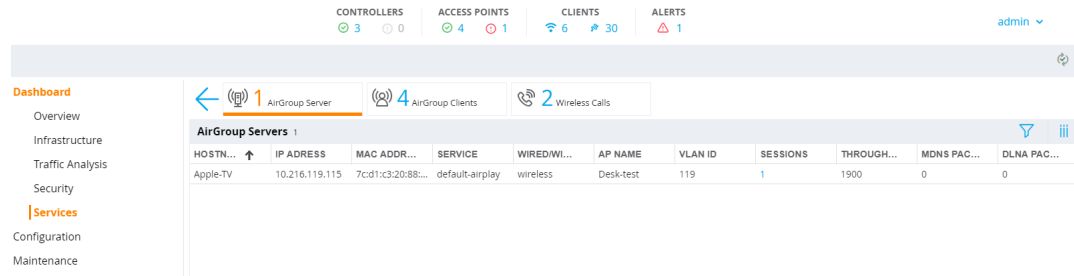 CONTROLLERS ACCESS POINTS CLIENTS ALERTS
3 0 4 1 6 30 1
admin
Dashboard
Overview
Infrastructure
Traffic Analysis
Security
Services
Configuration
Maintenance
1 AirGroup Server 4 AirGroup Clients 2 Wireless Calls
AirGroup Servers 1
HOSTN... IP ADRESS MAC ADDR... SERVICE WIRED/WI... AP NAME VLAN ID SESSIONS THROUGH... MDNS PAC... DLNA PAC...
Apple-TV 10.216.119.115 7c:d1:c3:20:88:... default-airplay wireless Desk-test 119 1 1900 0 0